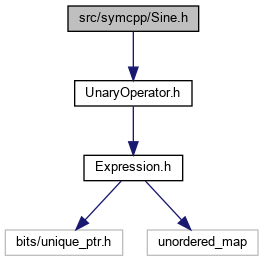 src/symcpp/Sine.h
UnaryOperator.h
Expression.h
bits/unique_ptr.h
unordered_map